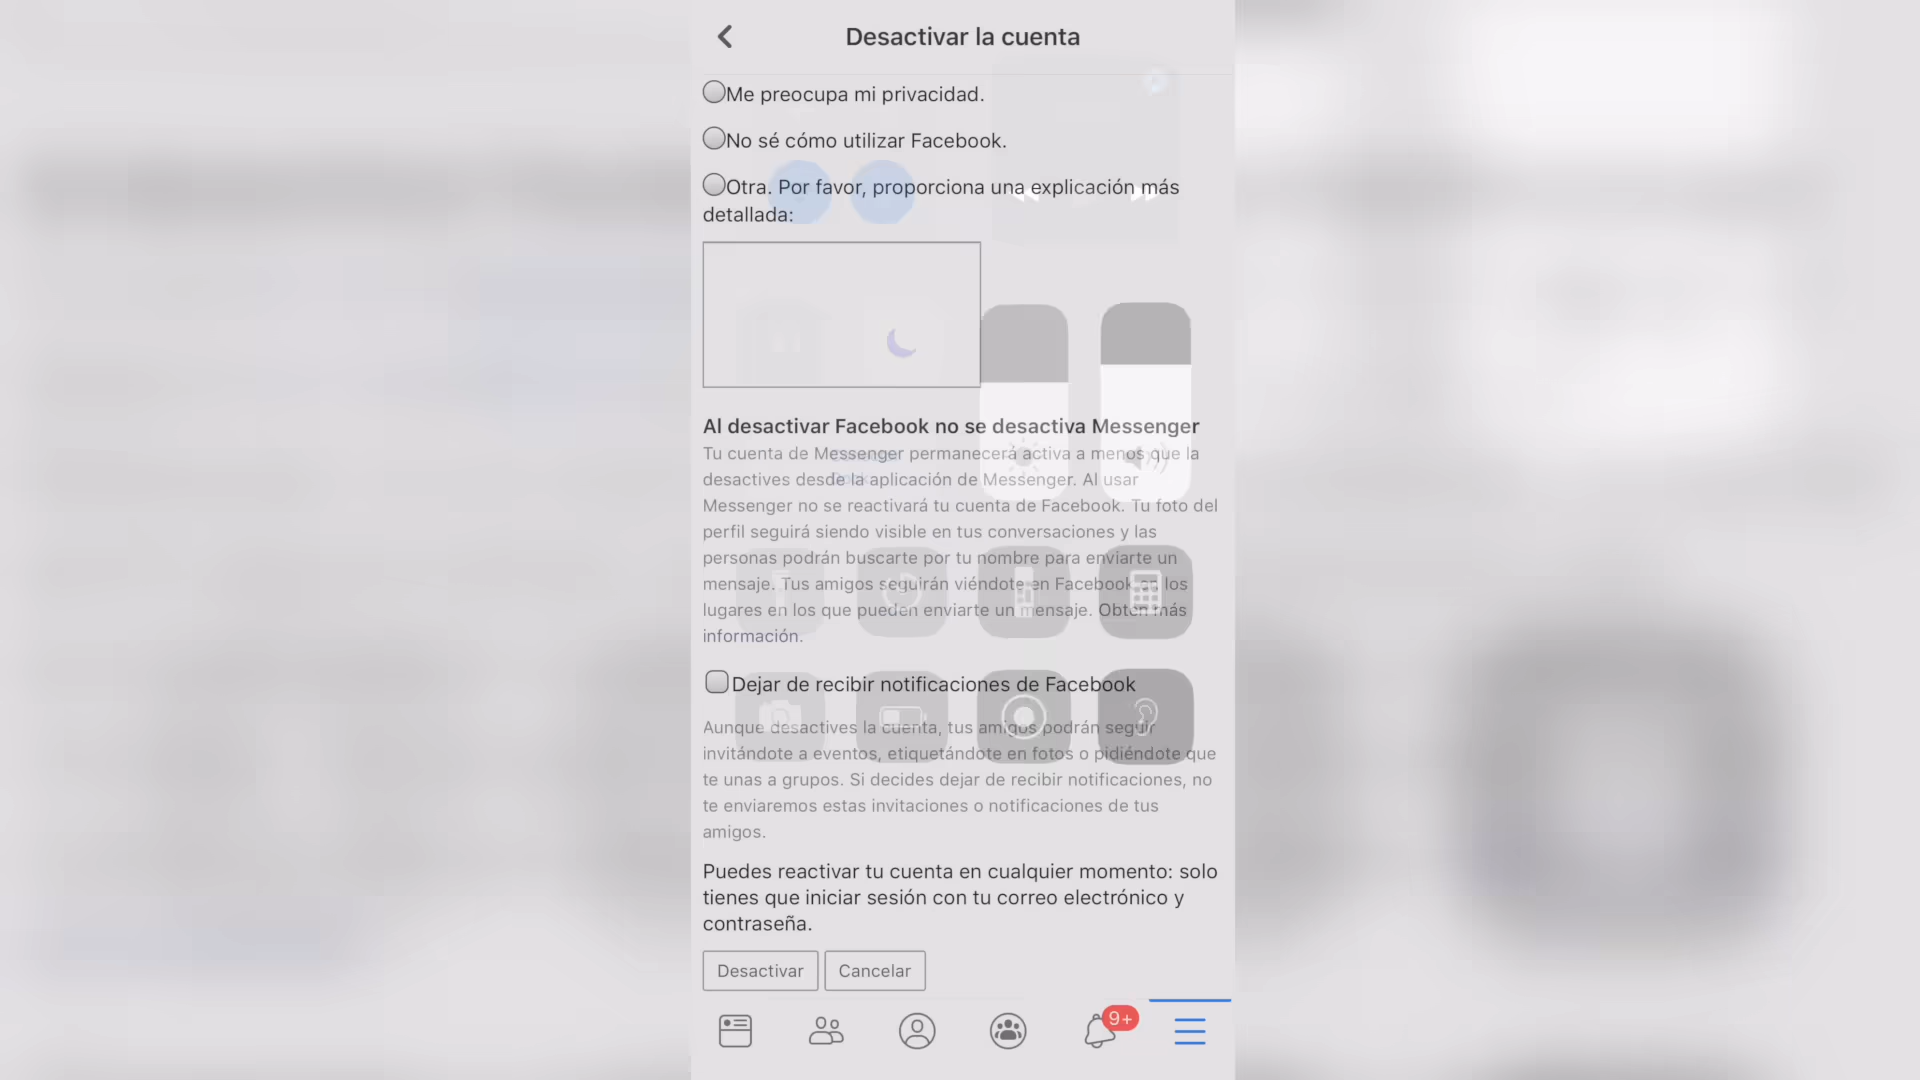 Desactivar la cuenta
Me preocupa mi privacidad.
No sé cómo utilizar Facebook.
Otra. Por favor, proporciona una explicación más
detallada:
Al desactivar Facebook no se desactiva Messenger
Tu cuenta de Messenger permanecerá activa a menos que la
desactives desde la aplicación de Messenger. Al usar
Messenger no se reactivará tu cuenta de Facebook. Tu foto del
perfil seguirá siendo visible en tus conversaciones y las
personas podrán buscarte por tu nombre para enviarte un
mensaje. Tus amigos seguirán viéndote en Facebook en los
lugares en los que pueden enviarte un mensaje. Obtén más
información.
Dejar de recibir notificaciones de Facebook
Aunque desactives la cuenta, tus amigos podrán seguir
invitándote a eventos, etiquetándote en fotos o pidiéndote que
te unas a grupos. Si decides dejar de recibir notificaciones, no
te enviaremos estas invitaciones o notificaciones de tus
amigos.
Puedes reactivar tu cuenta en cualquier momento: solo
tienes que iniciar sesión con tu correo electrónico y
contraseña.
Desactivar Cancelar
9+